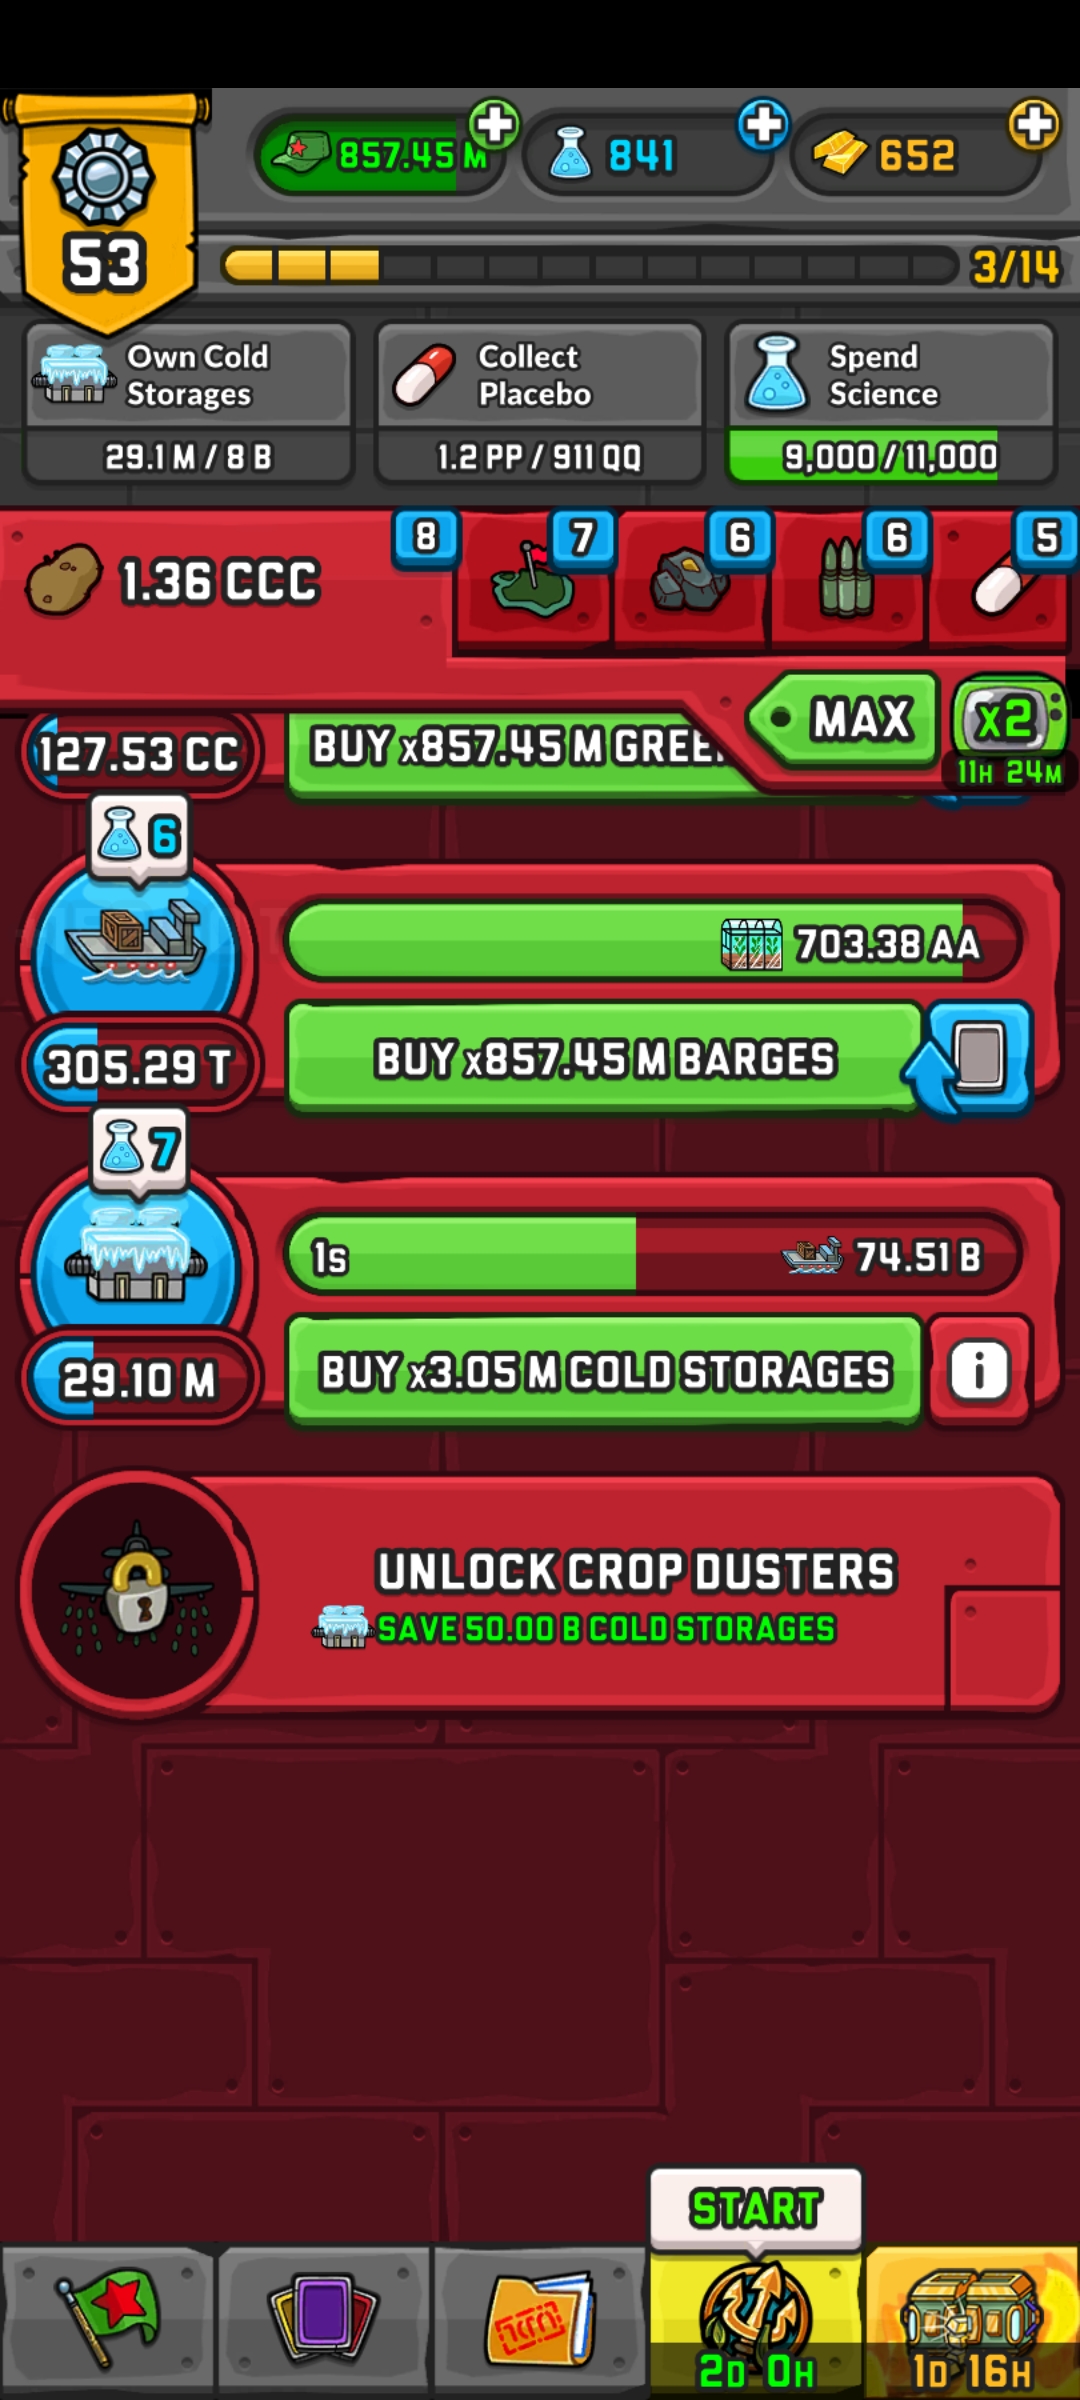 857.45 M
841
652
53
3/14
Own Cold
Storages
29.1 M / 8 B
Collect
Placebo
1.2 PP / 911 QQ
Spend
Science
9,000 / 11,000
1.36 CCC
8
7
6
6
5
MAX
x2
11H 24M
127.53 CC
BUY x857.45 M GREE
6
703.38 AA
305.29 T
BUY x857.45 M BARGES
7
1s
74.51 B
29.10 M
BUY x3.05 M COLD STORAGES
i
UNLOCK CROP DUSTERS
SAVE 50.00 B COLD STORAGES
START
2D 0H
1D 16H